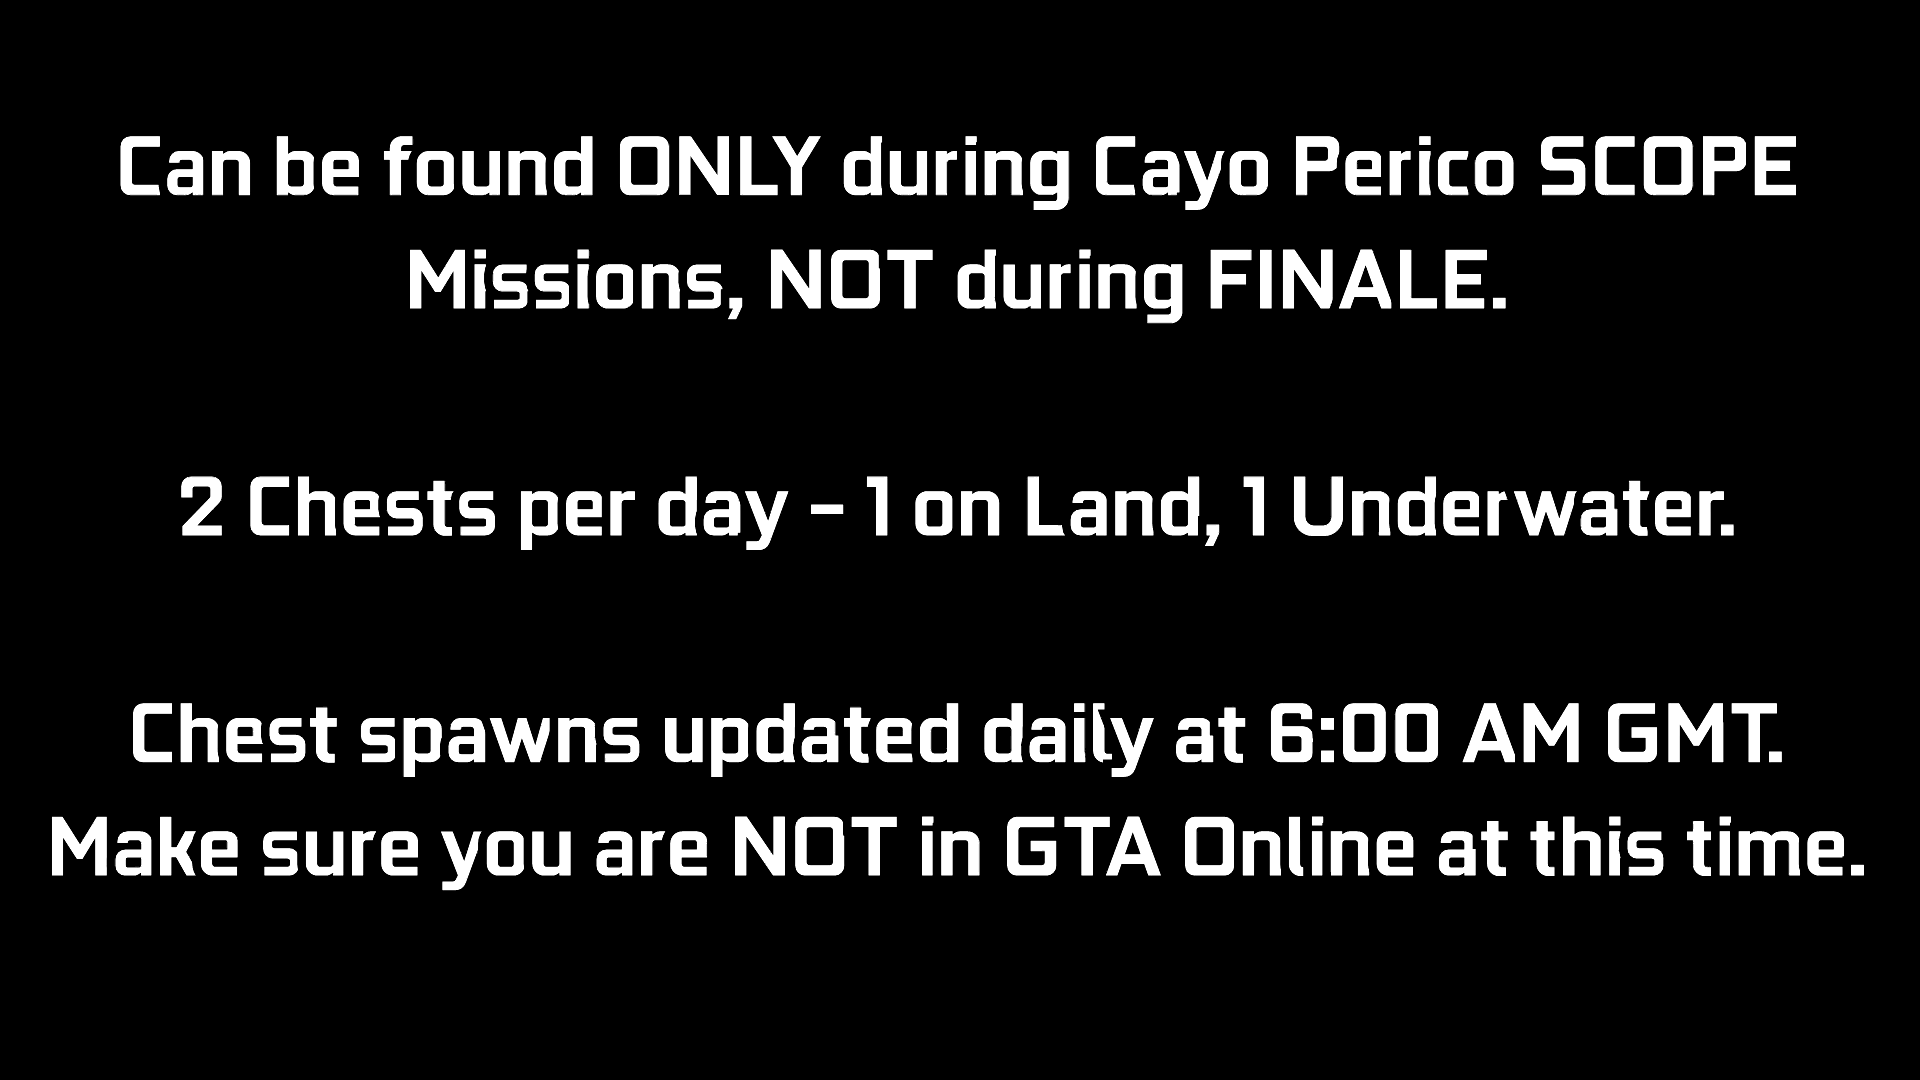 Can be found ONLY during Cayo Perico SCOPE
Missions, NOT during FINALE.
2 Chests per day - 1 on Land, 1 Underwater.
Chest spawns updated daily at 6:00 AM GMT.
Make sure you are NOT in GTA Online at this time.